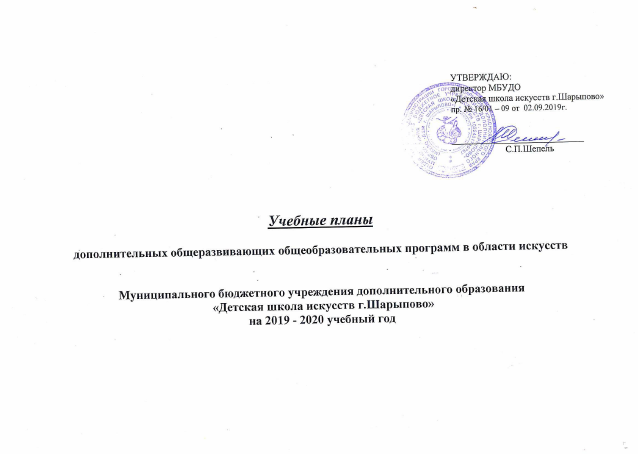 УТВЕРЖДАЮ:
директор МБУДО
«Детская школа искусств г.Шарыпово»
пр. № 16/01 – 09 от 02.09.2019г.
С.П.Шепель
Учебные планы
дополнительных общеразвивающих общеобразовательных программ в области искусств
Муниципального бюджетного учреждения дополнительного образования
«Детская школа искусств г.Шарыпово»
на 2019 - 2020 учебный год